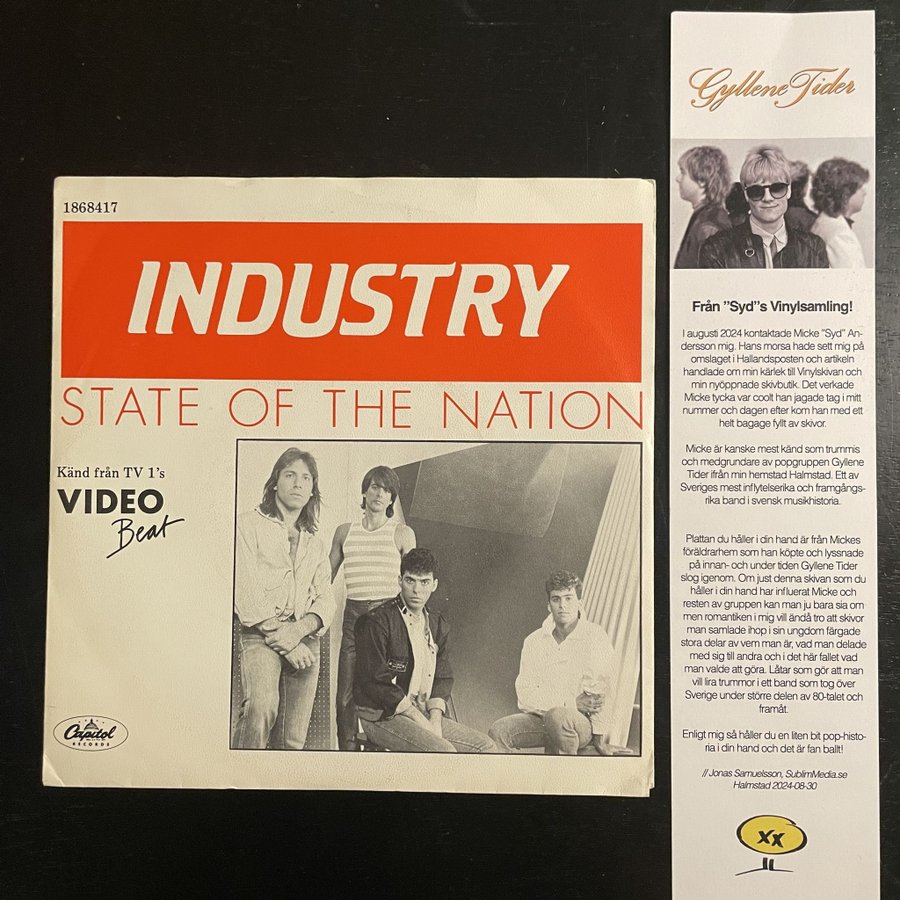 1868417
INDUSTRY
STATE OF THE NATION
Känd från TV 1's
VIDEO
Beat
Capitol
RECORDS
Gyllene Tider
Från "Syd"s Vinylsamling!
I augusti 2024 kontaktade Micke "Syd" An-
dersson mig. Hans morsa hade sett mig på
omslaget i Hallandsposten och artikeln
handlade om min kärlek till Vinylskivan och
min nyöppnade skivbutik. Det verkade
Micke tycka var coolt han jagade tag i mitt
nummer och dagen efter kom han med ett
helt bagage fyllt av skivor.
Micke är kanske mest känd som trummis
och medgrundare av popgruppen Gyllene
Tider ifrån min hemstad Halmstad. Ett av
Sveriges mest inflytelserika och framgångs-
rika band i svensk musikhistoria.
Plattan du håller i din hand är från Mickes
föräldrarhem som han köpte och lyssnade
på innan- och under tiden Gyllene Tider
slog igenom. Om just denna skivan som du
håller i din hand har influerat Micke och
resten av gruppen kan man ju bara sia om
men romantiken i mig vill ändå tro att skivor
man samlade ihop i sin ungdom färgade
stora delar av vem man är, vad man delade
med sig till andra och i det här fallet vad
man valde att göra. Låtar som gör att man
vill lira trummor i ett band som tog över
Sverige under större delen av 80-talet och
framåt.
Enligt mig så håller du en liten bit pop-histo-
ria i din hand och det är fan ballt!
// Jonas Samuelsson, SublimMedia.se
Halmstad 2024-08-30
XX